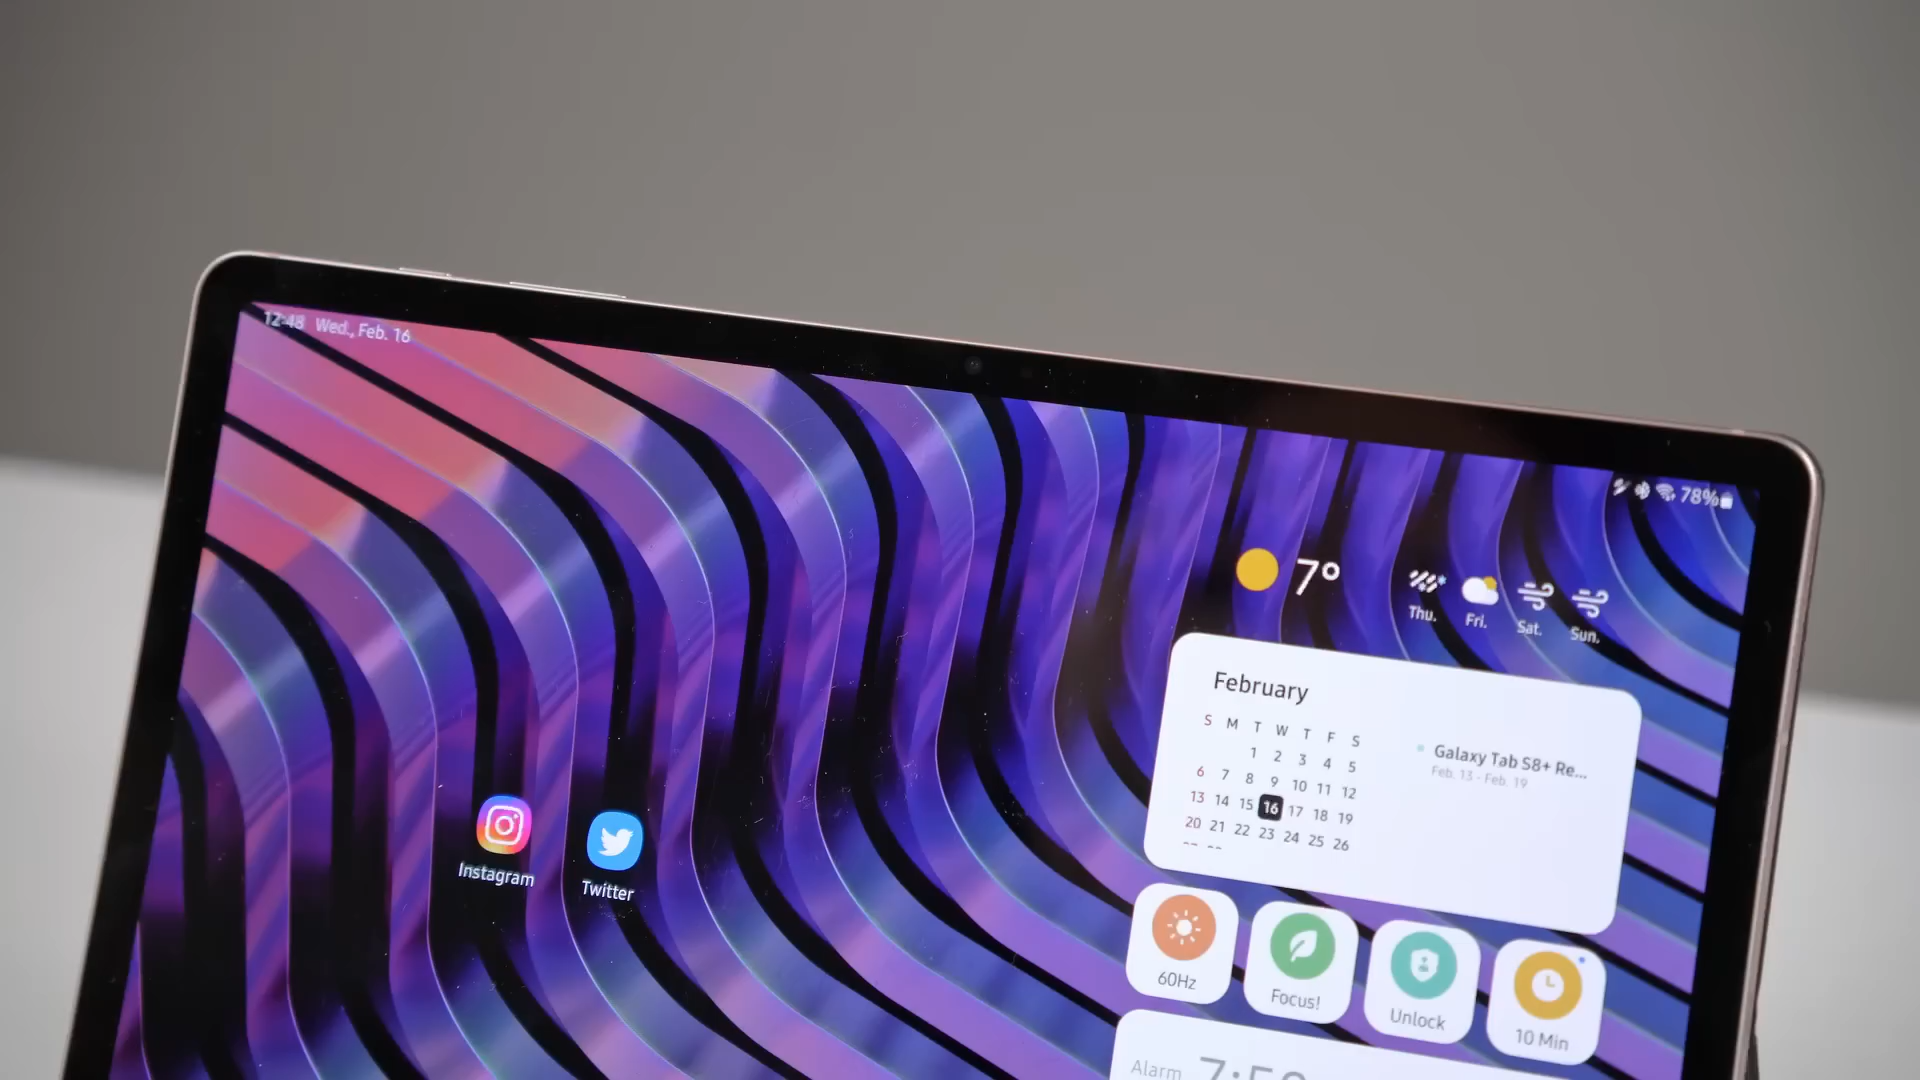 12:48 Wed., Feb. 16
78%
7°
Thu. Fri. Sat. Sun.
February
S M T W T F S
1 2 3 4 5
6 7 8 9 10 11 12
13 14 15 16 17 18 19
20 21 22 23 24 25 26
Galaxy Tab S8+ Re...
Feb. 13 - Feb. 19
Instagram
Twitter
60Hz
Focus!
Unlock
10 Min
Alarm